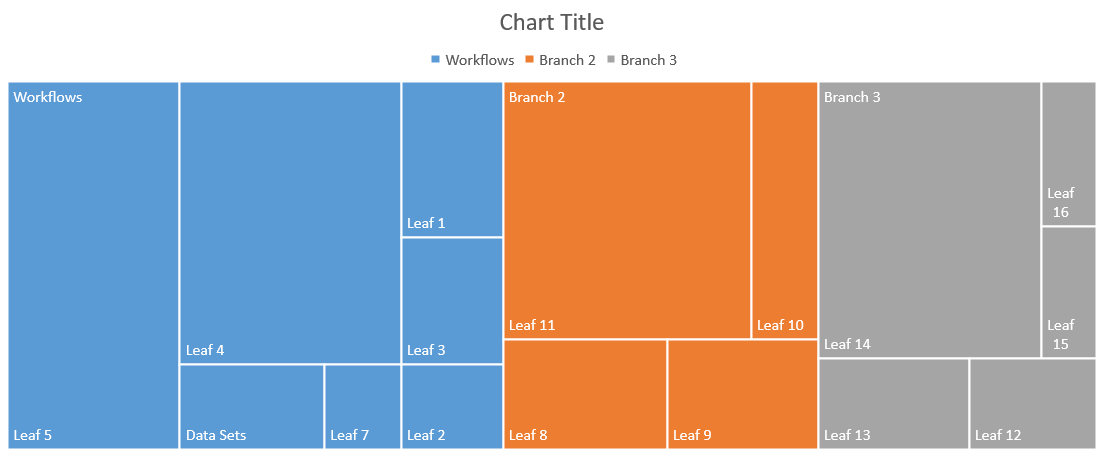 Chart Title
Workflows
Branch 2
Branch 3
Workflows
Branch 2
Branch 3
Leaf 1
Leaf
16
Leaf 4
Leaf 3
Leaf 11
Leaf 10
Leaf 14
Leaf
15
Leaf 5
Data Sets
Leaf 7
Leaf 2
Leaf 8
Leaf 9
Leaf 13
Leaf 12